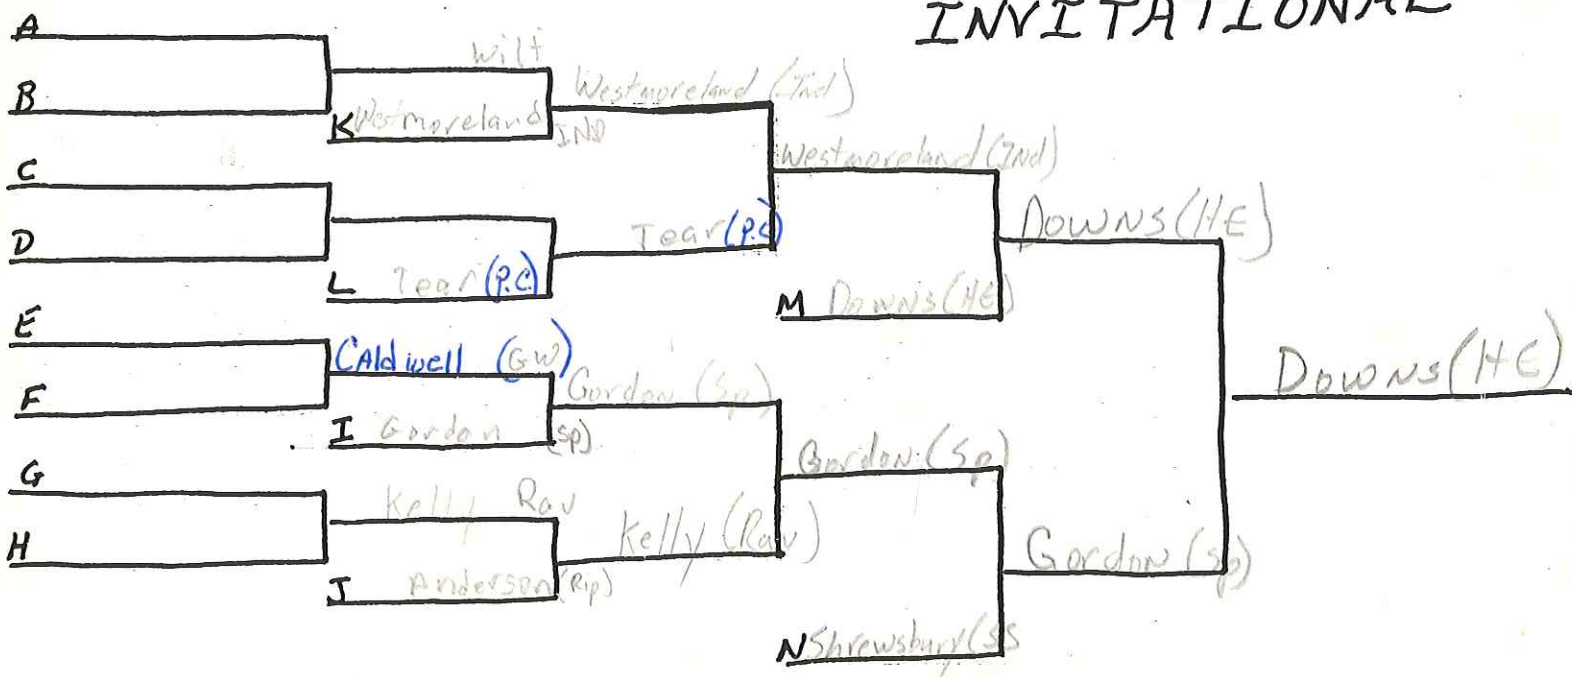 INVITATIONAL
A
Wilt
B
Westmoreland (Ind)
K Westmoreland IND
C
Westmoreland (INd)
D
Tear (P.C)
Downs (HE)
L Tear (P.C.)
M Downs (HE)
E
CAldwell (GW)
Downs (HE)
F
Gordon (Sp)
I Gordon (Sp)
G
Gordon (Sp)
Kelly Rav
H
Kelly (Rav)
Gordon (Sp)
J Anderson (Rip)
N Shrewsbury (SS